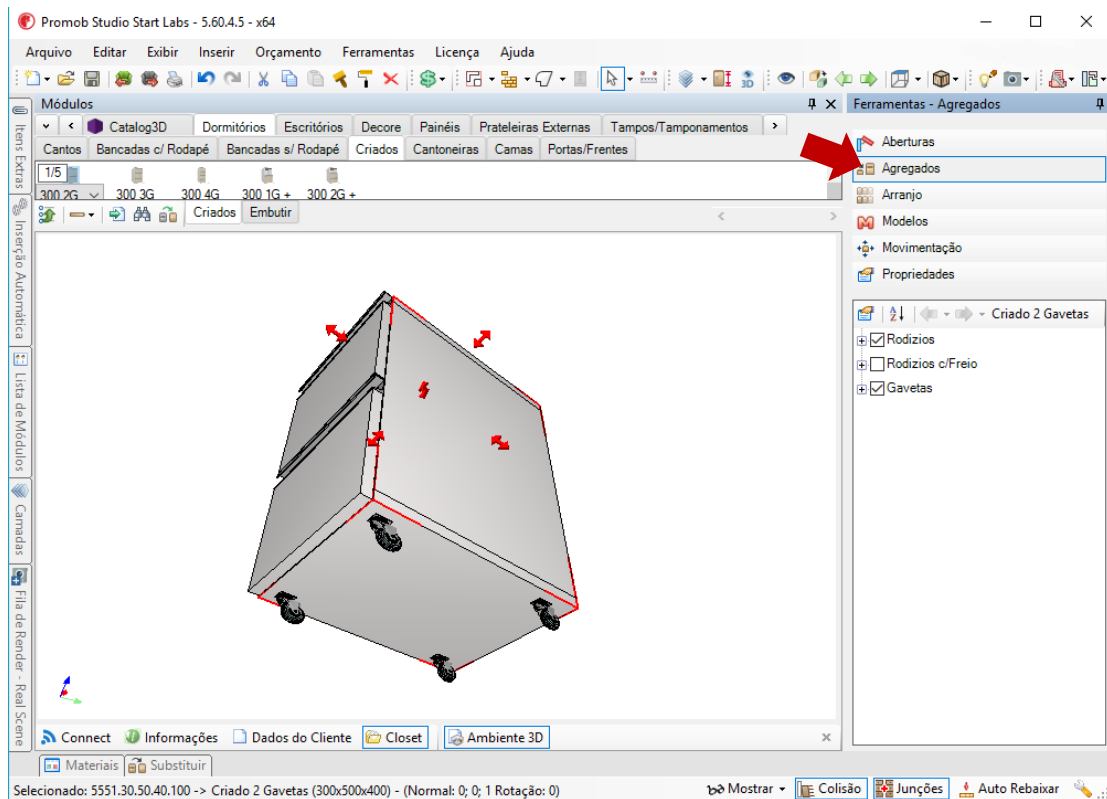 Promob Studio Start Labs - 5.60.4.5 - x64
Arquivo Editar Exibir Inserir Orçamento Ferramentas Licença Ajuda
Módulos
Catalog3D Dormitórios Escritórios Decore Painéis Prateleiras Externas Tampos/Tamponamentos
Cantos Bancadas c/ Rodapé Bancadas s/ Rodapé Criados Cantoneiras Camas Portas/Frentes
1/5
300 2G 300 3G 300 4G 300 1G + 300 2G +
Criados Embutir
Itens Extras
Inserção Automática
Lista de Módulos
Camadas
Fila de Render - Real Scene
Ferramentas - Agregados
Aberturas
Agregados
Arranjo
Modelos
Movimentação
Propriedades
Criado 2 Gavetas
Rodizios
Rodizios c/Freio
Gavetas
Connect Informações Dados do Cliente Closet Ambiente 3D
Materiais Substituir
Selecionado: 5551.30.50.40.100 -> Criado 2 Gavetas (300x500x400) - (Normal: 0; 0; 1 Rotação: 0) Mostrar Colisão Junções Auto Rebaixar